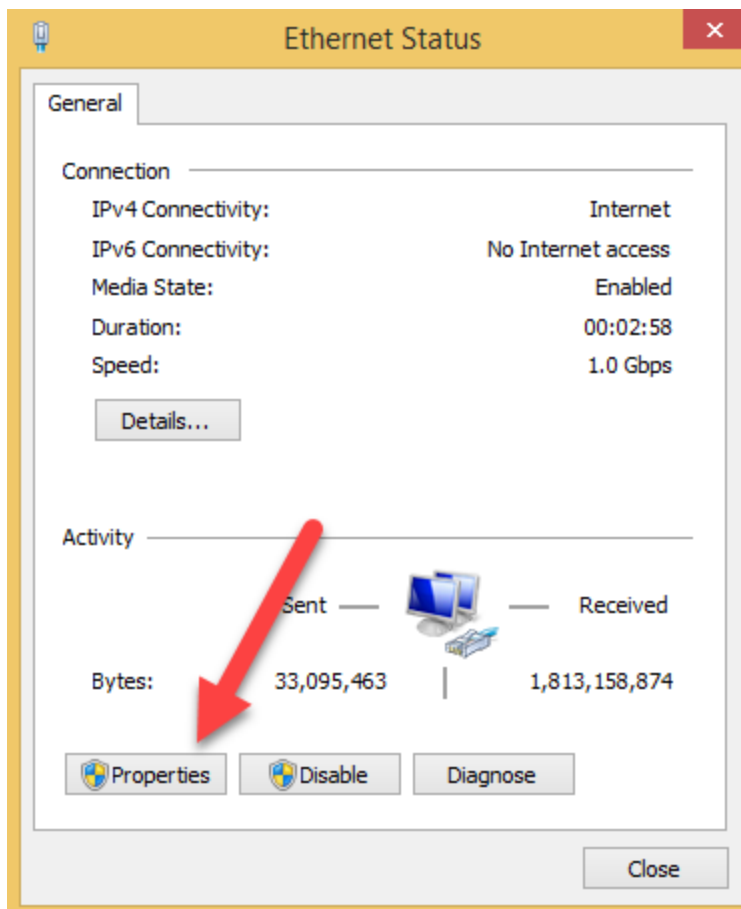 Ethernet Status
General
Connection
IPv4 Connectivity: Internet
IPv6 Connectivity: No Internet access
Media State: Enabled
Duration: 00:02:58
Speed: 1.0 Gbps
Details...
Activity
Sent Received
Bytes: 33,095,463 1,813,158,874
Properties Disable Diagnose
Close